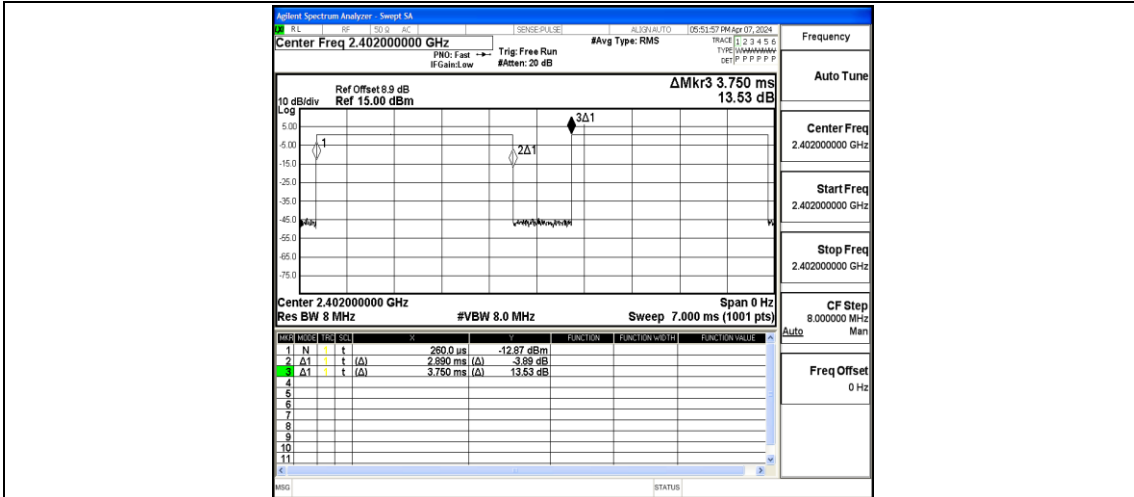 Agilent Spectrum Analyzer - Swept SA
RL RF 50 Ω AC SENSE:PULSE ALIGN AUTO 05:51:57 PM Apr 07, 2024
Center Freq 2.402000000 GHz #Avg Type: RMS TRACE 1 2 3 4 5 6
PNO: Fast Trig: Free Run TYPE WWWWWW
IFGain:Low #Atten: 20 dB DET P P P P P P
Frequency
Auto Tune
Center Freq
2.402000000 GHz
Start Freq
2.402000000 GHz
Stop Freq
2.402000000 GHz
CF Step
8.000000 MHz
Auto Man
Freq Offset
0 Hz
ΔMkr3 3.750 ms
13.53 dB
Ref Offset 8.9 dB
10 dB/div Ref 15.00 dBm
Log
5.00
-5.00
-15.0
-25.0
-35.0
-45.0
-55.0
-65.0
-75.0
1
2Δ1
3Δ1
Center 2.402000000 GHz Span 0 Hz
Res BW 8 MHz #VBW 8.0 MHz Sweep 7.000 ms (1001 pts)
MKR MODE TRC SCL X Y FUNCTION FUNCTION WIDTH FUNCTION VALUE
1 N 1 t 260.0 us -12.87 dBm
2 Δ1 1 t (Δ) 2.890 ms (Δ) -3.89 dB
3 Δ1 1 t (Δ) 3.750 ms (Δ) 13.53 dB
4
5
6
7
8
9
10
11
MSG STATUS